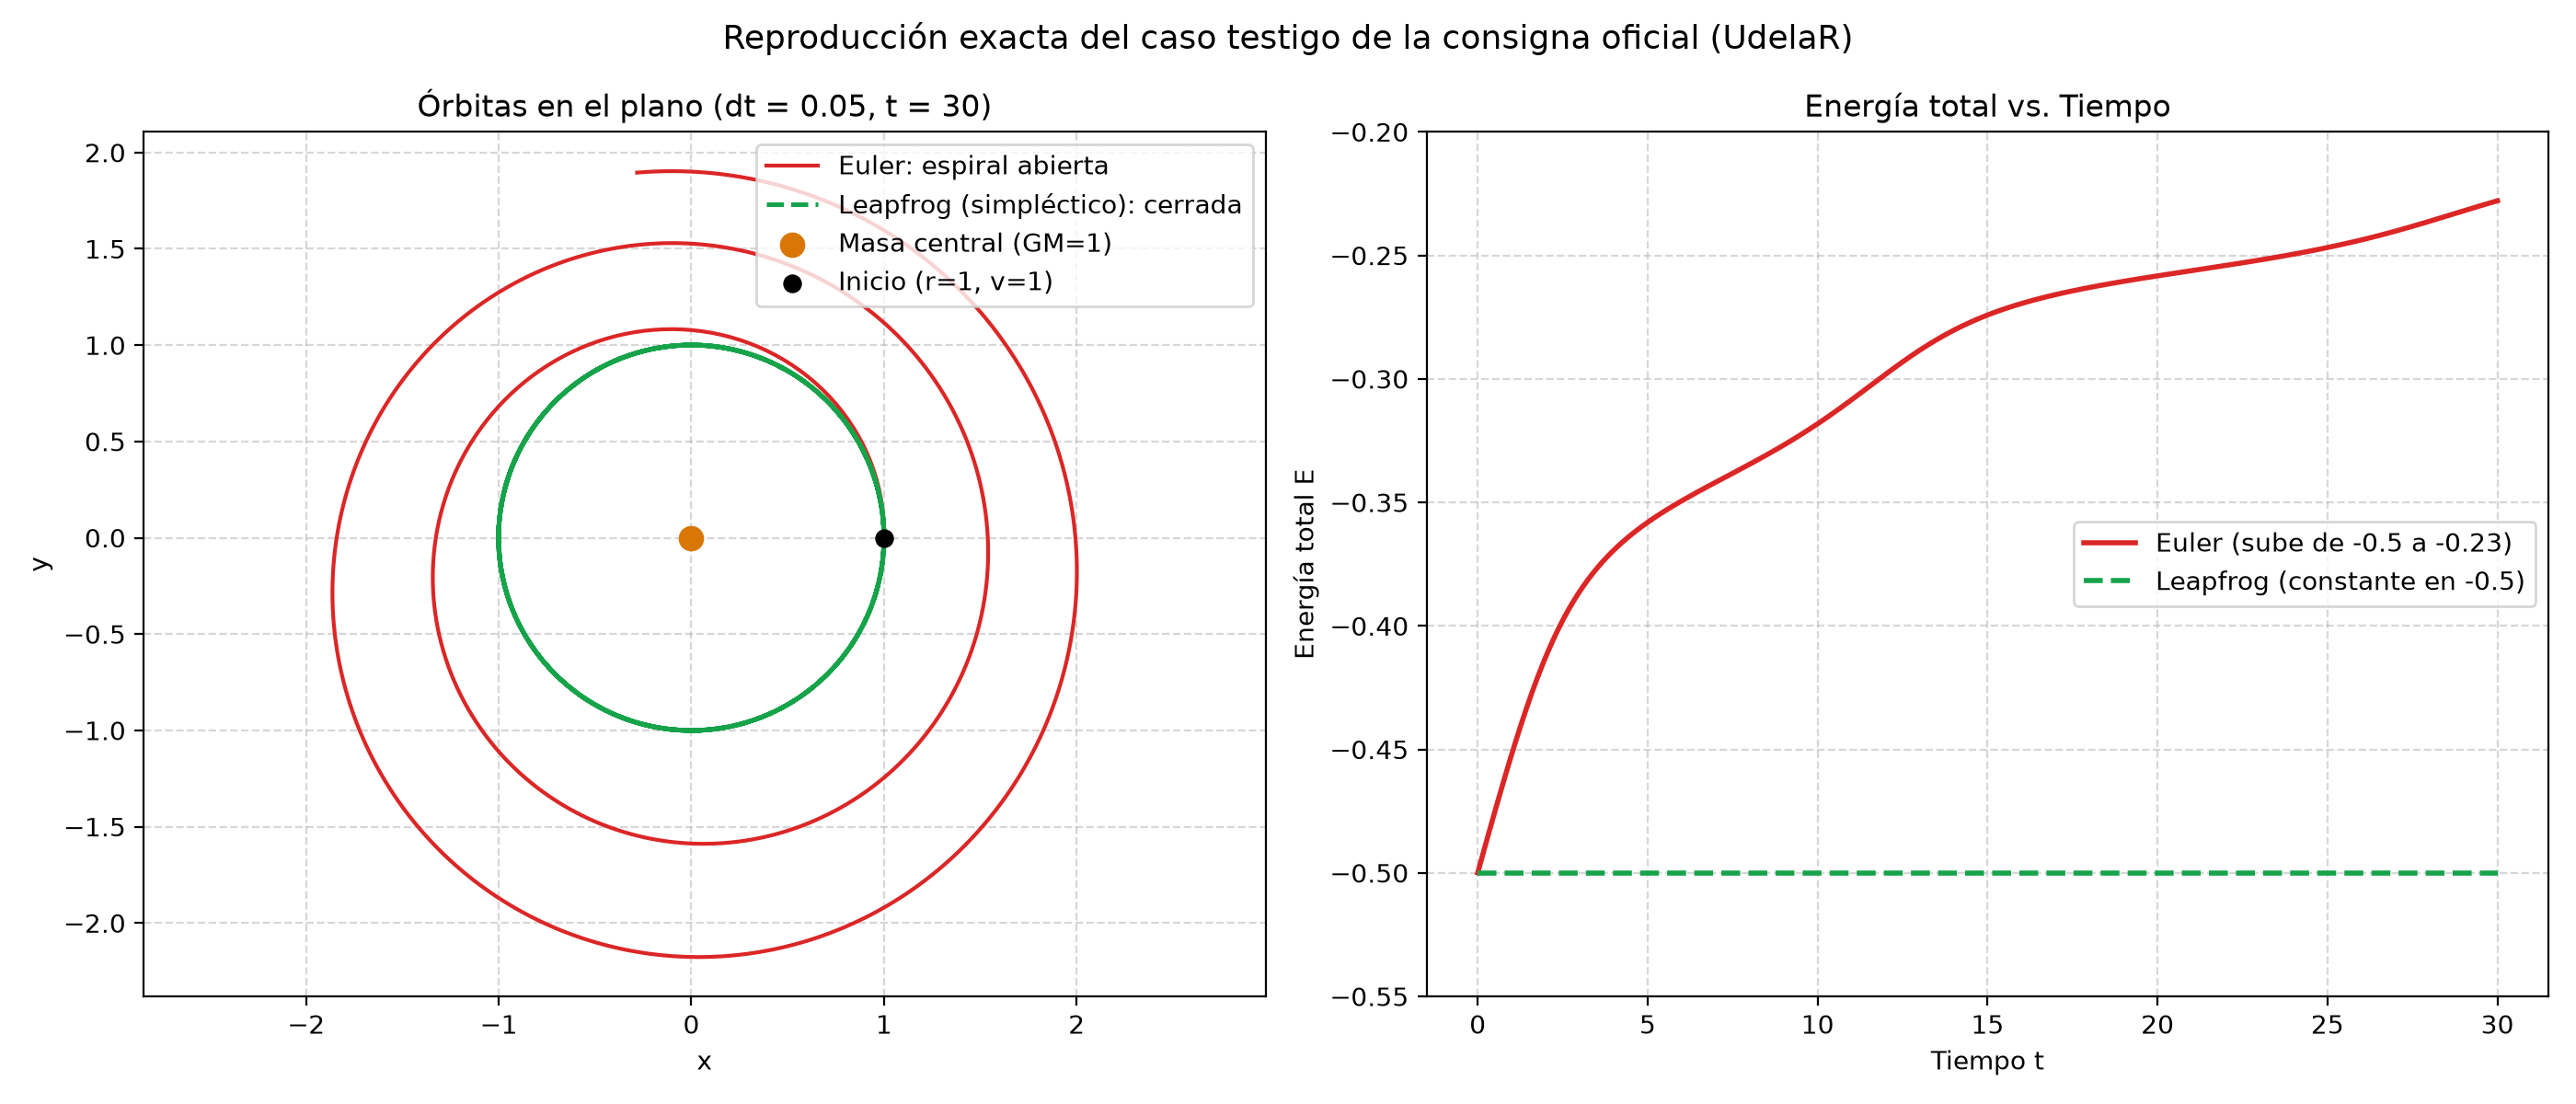 Reproducción exacta del caso testigo de la consigna oficial (UdelaR)
Órbitas en el plano (dt = 0.05, t = 30)
2.0
1.5
1.0
0.5
0.0
−0.5
−1.0
−1.5
−2.0
y
Euler: espiral abierta
Leapfrog (simpléctico): cerrada
Masa central (GM=1)
Inicio (r=1, v=1)
−2
−1
0
1
2
x
Energía total vs. Tiempo
−0.20
−0.25
−0.30
−0.35
−0.40
−0.45
−0.50
−0.55
Energía total E
Euler (sube de -0.5 a -0.23)
Leapfrog (constante en -0.5)
0
5
10
15
20
25
30
Tiempo t